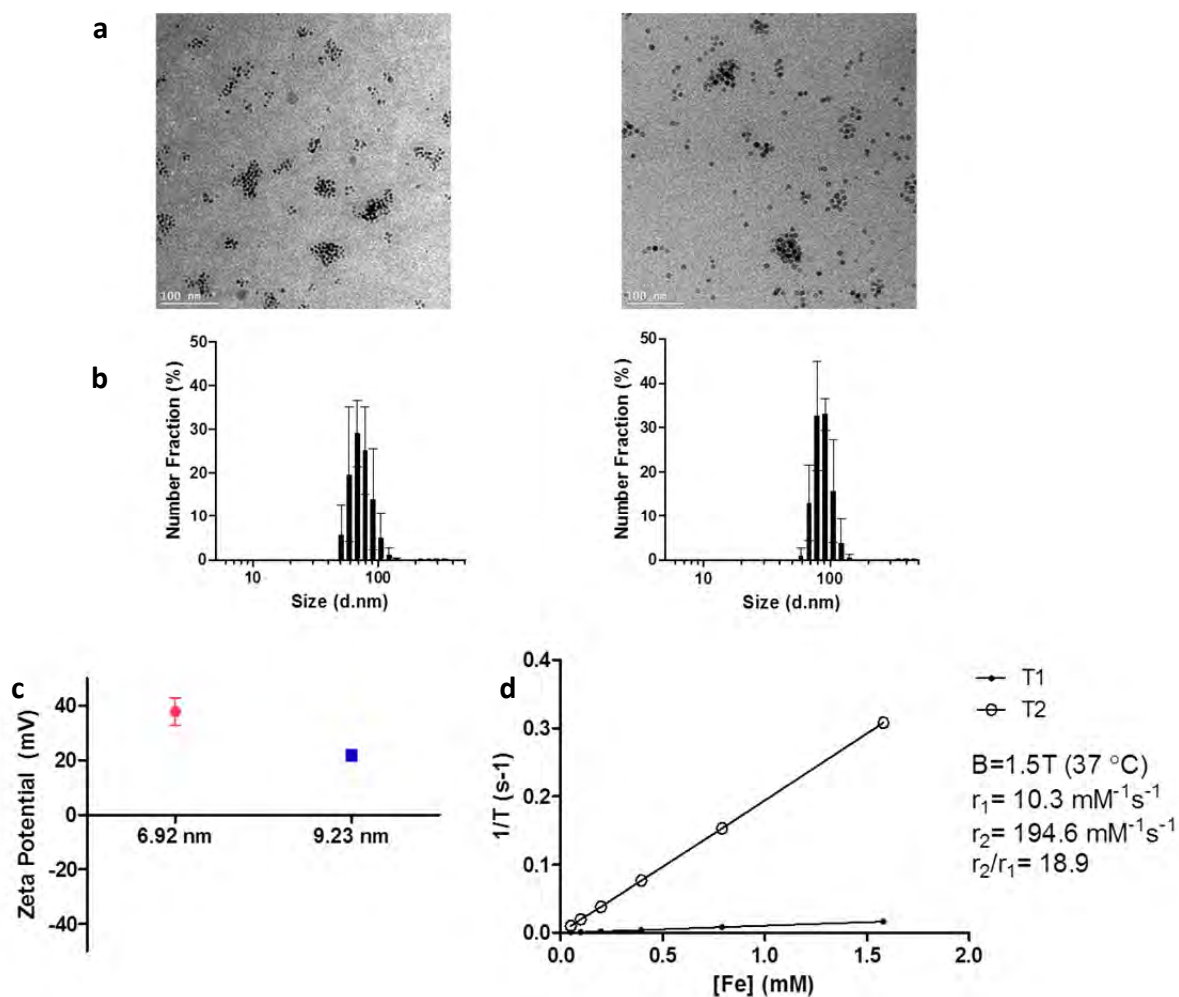 a
100 nm
100 nm
b
50
40
30
20
10
0
Number Fraction (%)
10
100
Size (d.nm)
50
40
30
20
10
0
Number Fraction (%)
10
100
Size (d.nm)
c
40
20
0
-20
-40
Zeta Potential (mV)
6.92 nm
9.23 nm
d
0.4
0.3
0.2
0.1
0.0
1/T (s-1)
0.0
0.5
1.0
1.5
2.0
[Fe] (mM)
T1
T2
B=1.5T (37 °C)
r₁= 10.3 mM⁻¹s⁻¹
r₂= 194.6 mM⁻¹s⁻¹
r₂/r₁= 18.9